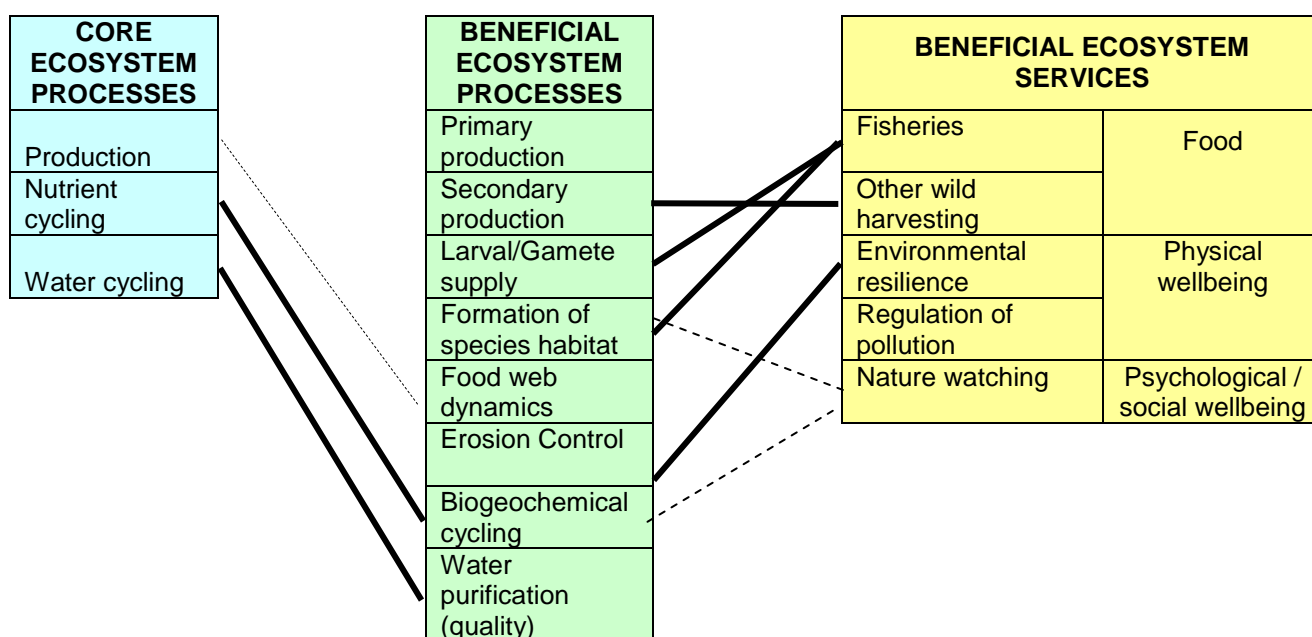 CORE
ECOSYSTEM
PROCESSES
Production
Nutrient
cycling
Water cycling
BENEFICIAL
ECOSYSTEM
PROCESSES
Primary
production
Secondary
production
Larval/Gamete
supply
Formation of
species habitat
Food web
dynamics
Erosion Control
Biogeochemical
cycling
Water
purification
(quality)
BENEFICIAL ECOSYSTEM
SERVICES
Fisheries
Food
Other wild
harvesting
Environmental
resilience
Physical
wellbeing
Regulation of
pollution
Nature watching
Psychological /
social wellbeing